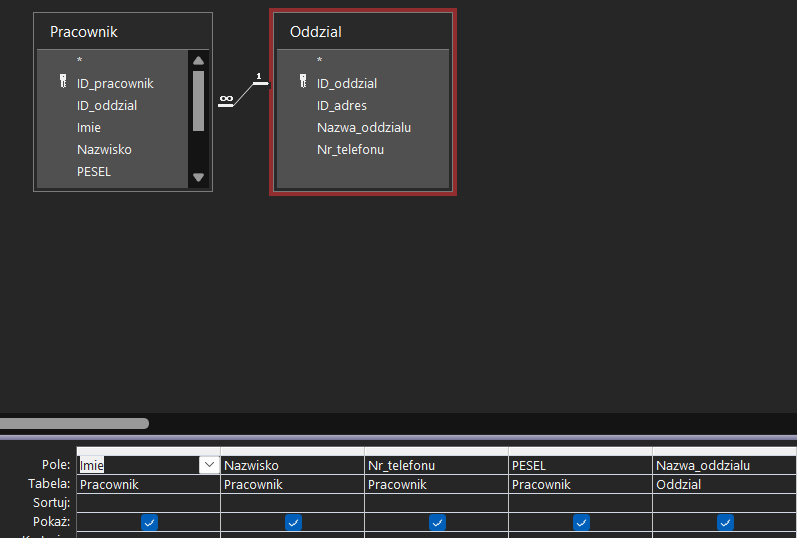 Pracownik
*
ID_pracownik
ID_oddzial
Imie
Nazwisko
PESEL
∞
1
Oddzial
*
ID_oddzial
ID_adres
Nazwa_oddzialu
Nr_telefonu
Pole: Imie Nazwisko Nr_telefonu PESEL Nazwa_oddzialu
Tabela: Pracownik Pracownik Pracownik Pracownik Oddzial
Sortuj:
Pokaż: